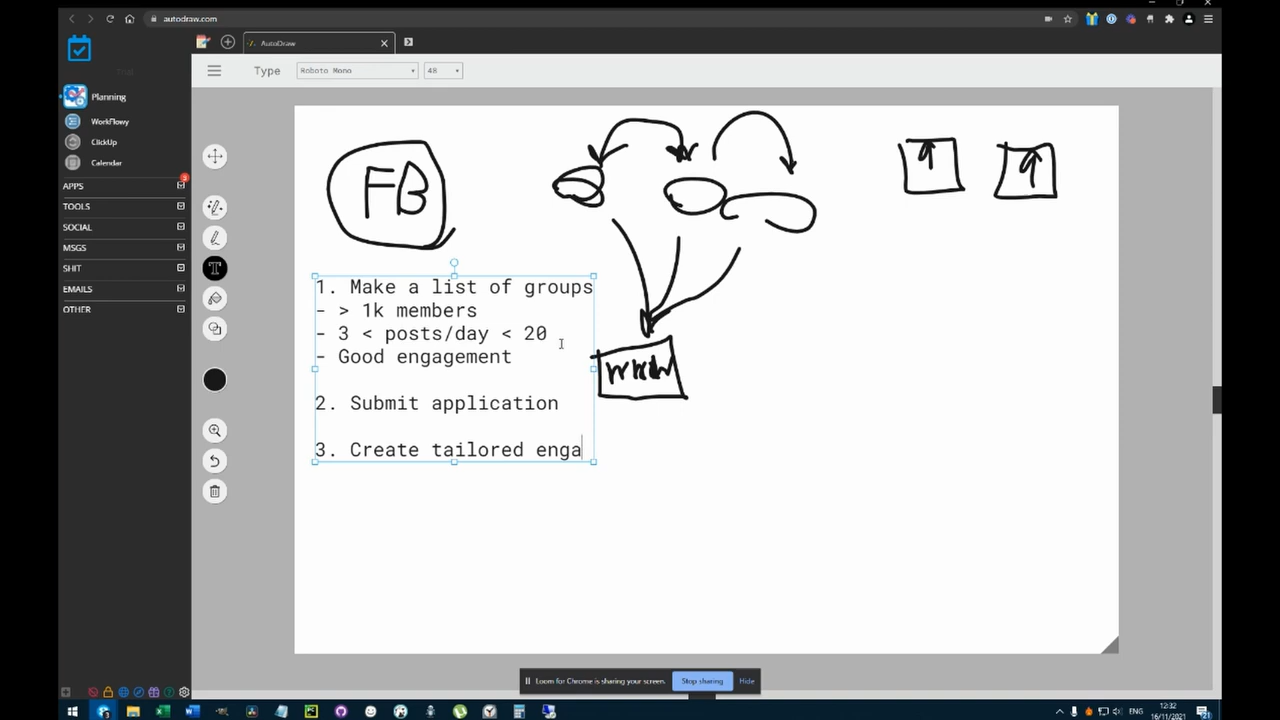 autodraw.com
AutoDraw
Type
Roboto Mono
48
Planning
WorkFlowy
ClickUp
Calendar
3
APPS
TOOLS
SOCIAL
MSGS
SHIT
EMAILS
OTHER
FB
1. Make a list of groups
- > 1k members
- 3 < posts/day < 20
- Good engagement
2. Submit application
3. Create tailored enga
Loom for Chrome is sharing your screen.
Stop sharing
Hide
ENG
12:32
16/11/2021